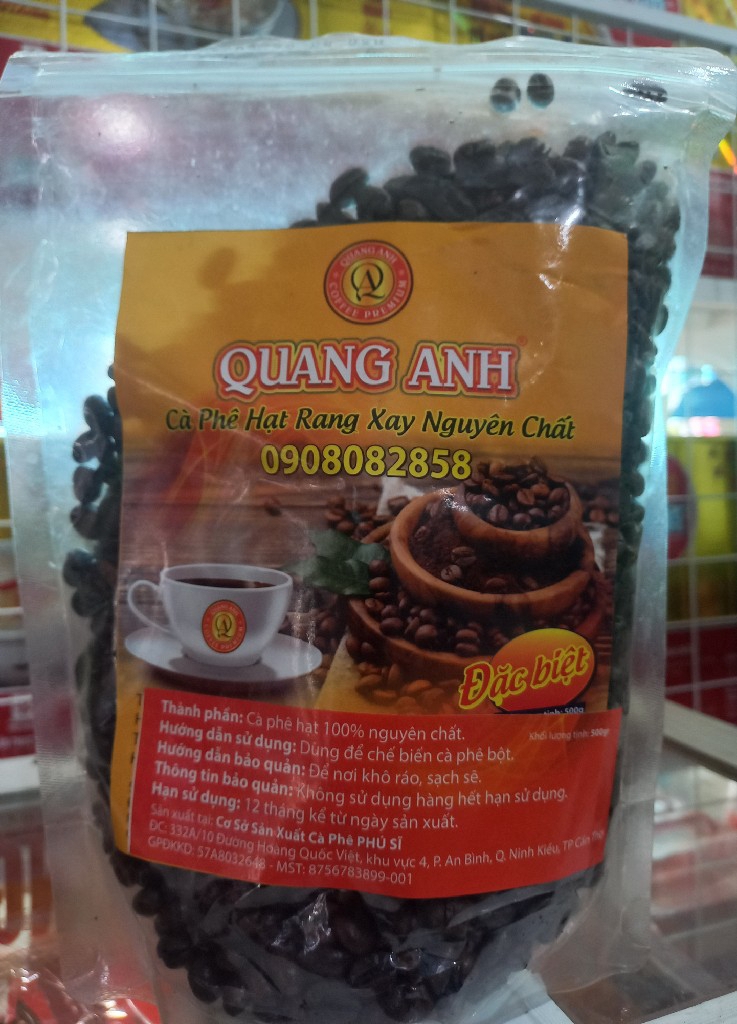 QUANG ANH
COFFEE PREMIUM
QA
QUANG ANH®
Cà Phê Hạt Rang Xay Nguyên Chất
0908082858
QA
Đặc biệt
tịnh: 500g
Thành phần: Cà phê hạt 100% nguyên chất.
Khối lượng tịnh: 500gr
Hướng dẫn sử dụng: Dùng để chế biến cà phê bột.
Hướng dẫn bảo quản: Để nơi khô ráo, sạch sẽ.
Thông tin bảo quản: Không sử dụng hàng hết hạn sử dụng.
Hạn sử dụng: 12 tháng kể từ ngày sản xuất.
Sản xuất tại: Cơ Sở Sản Xuất Cà Phê PHÚ SĨ
ĐC: 332A/10 Đường Hoàng Quốc Việt, khu vực 4, P. An Bình, Q. Ninh Kiều, TP Cần Thơ
GPĐKKD: 57A8032648 - MST: 8756783899-001